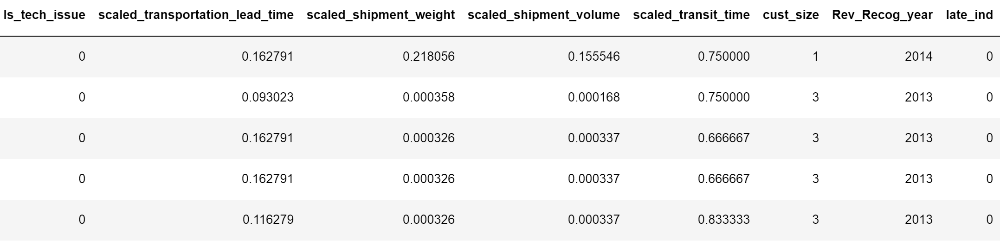 ls_tech_issue scaled_transportation_lead_time scaled_shipment_weight scaled_shipment_volume scaled_transit_time cust_size Rev_Recog_year late_ind
0 0.162791 0.218056 0.155546 0.750000 1 2014 0
0 0.093023 0.000358 0.000168 0.750000 3 2013 0
0 0.162791 0.000326 0.000337 0.666667 3 2013 0
0 0.162791 0.000326 0.000337 0.666667 3 2013 0
0 0.116279 0.000326 0.000337 0.833333 3 2013 0